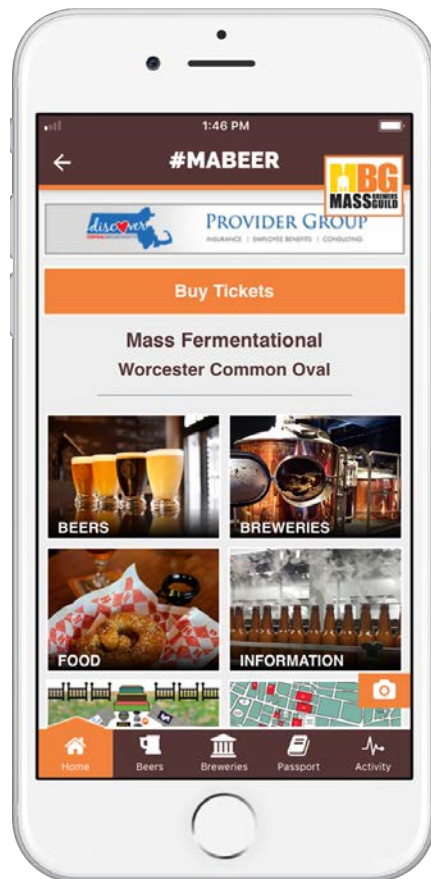 1:46 PM
#MABEER
MBG
MASS BREWERS GUILD
discover
PROVIDER GROUP
INSURANCE | EMPLOYEE BENEFITS | CONSULTING
Buy Tickets
Mass Fermentational
Worcester Common Oval
BEERS
BREWERIES
FOOD
INFORMATION
Home
Beers
Breweries
Passport
Activity